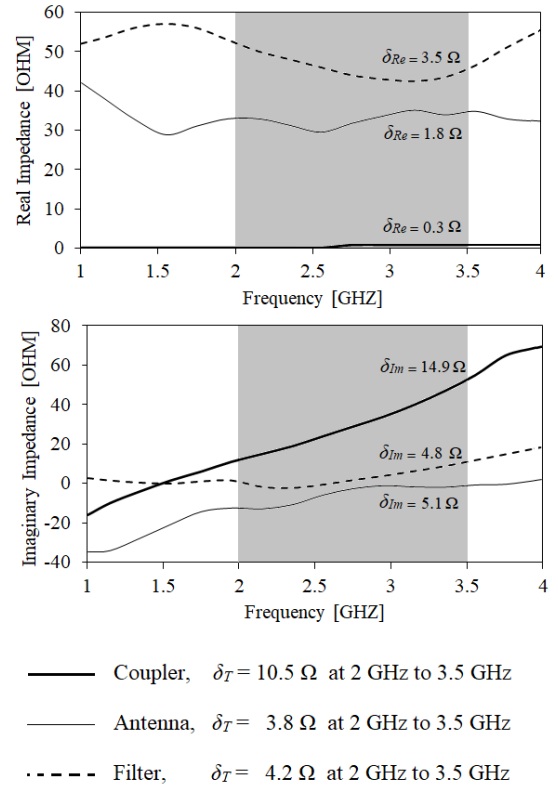 Real Impedance [OHM]
60
50
40
30
20
10
0
δRe = 3.5 Ω
δRe = 1.8 Ω
δRe = 0.3 Ω
1 1.5 2 2.5 3 3.5 4
Frequency [GHZ]
Imaginary Impedance [OHM]
80
60
40
20
0
-20
-40
δIm = 14.9 Ω
δIm = 4.8 Ω
δIm = 5.1 Ω
1 1.5 2 2.5 3 3.5 4
Frequency [GHZ]
Coupler, δT = 10.5 Ω at 2 GHz to 3.5 GHz
Antenna, δT = 3.8 Ω at 2 GHz to 3.5 GHz
Filter, δT = 4.2 Ω at 2 GHz to 3.5 GHz